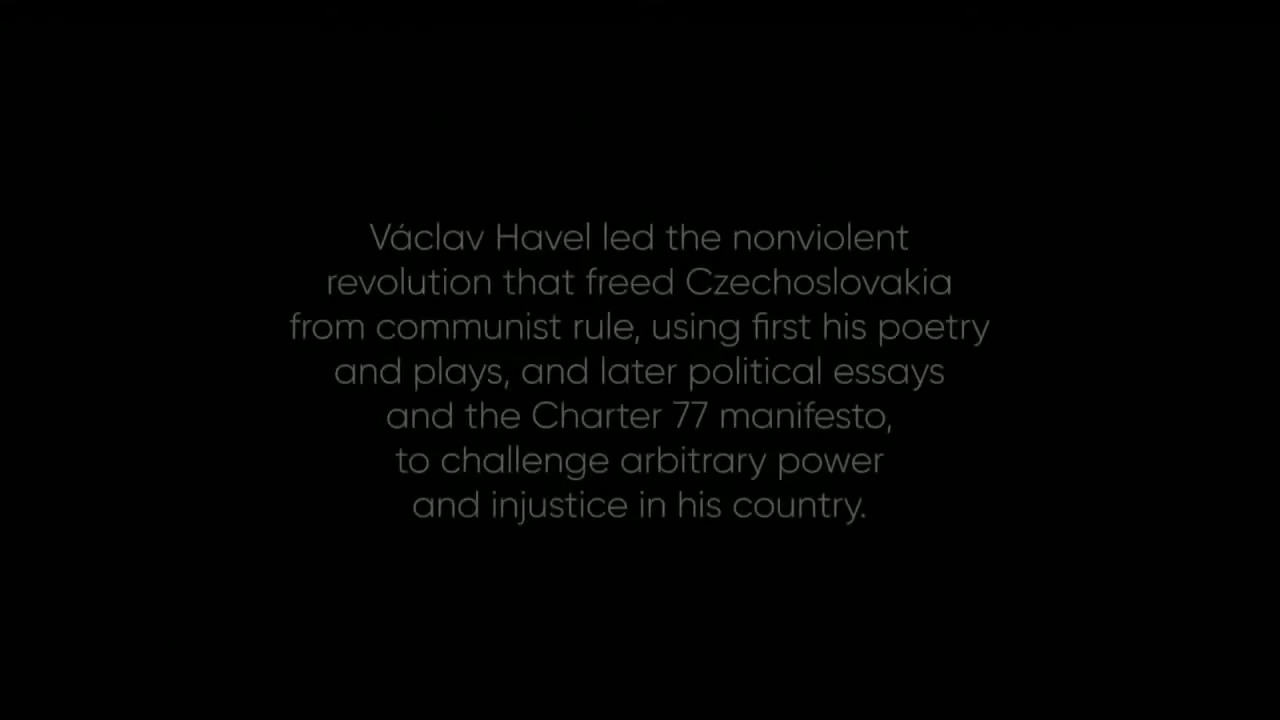 Václav Havel led the nonviolent
revolution that freed Czechoslovakia
from communist rule, using first his poetry
and plays, and later political essays
and the Charter 77 manifesto,
to challenge arbitrary power
and injustice in his country.